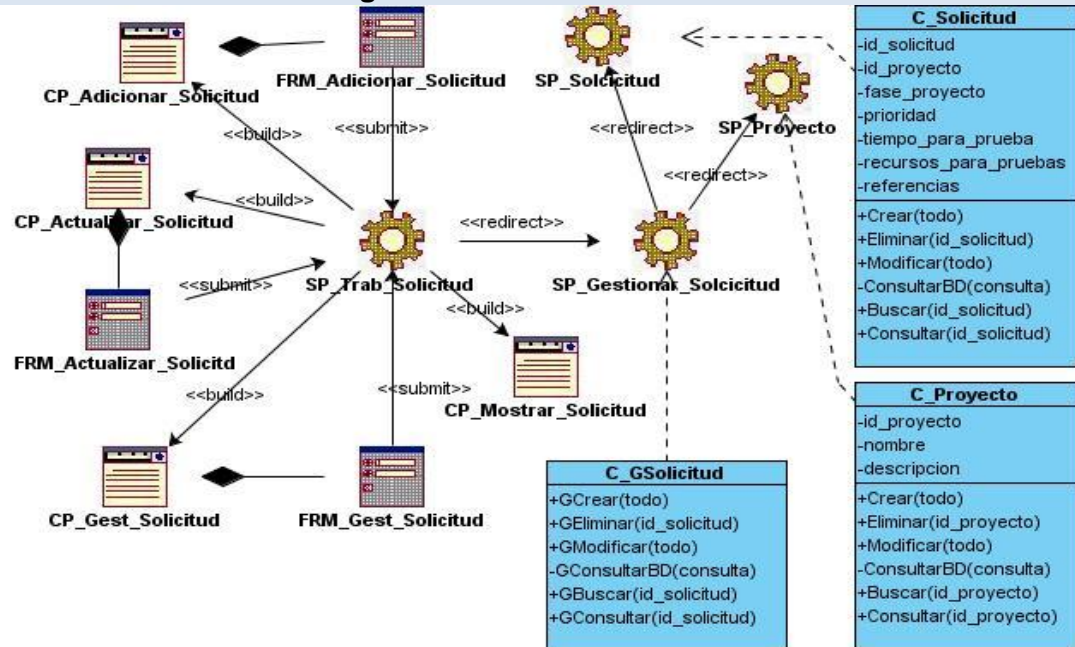 CP_Adicionar_Solicitud
FRM_Adicionar_Solicitud
SP_Solcicitud
SP_Proyecto
<<build>>
<<submit>>
<<redirect>>
<<redirect>>
CP_Actualizar_Solicitud
<<build>>
<<redirect>>
<<submit>>
SP_Trab_Solicitud
SP_Gestionar_Solcicitud
<<build>>
FRM_Actualizar_Solicitd
<<build>>
<<submit>>
CP_Mostrar_Solicitud
CP_Gest_Solicitud
FRM_Gest_Solicitud
C_Solicitud
-id_solicitud
-id_proyecto
-fase_proyecto
-prioridad
-tiempo_para_prueba
-recursos_para_pruebas
-referencias
+Crear(todo)
+Eliminar(id_solicitud)
+Modificar(todo)
-ConsultarBD(consulta)
+Buscar(id_solicitud)
+Consultar(id_solicitud)
C_GSolicitud
+GCrear(todo)
+GEliminar(id_solicitud)
+GModificar(todo)
-GConsultarBD(consulta)
+GBuscar(id_solicitud)
+GConsultar(id_solicitud)
C_Proyecto
-id_proyecto
-nombre
-descripcion
+Crear(todo)
+Eliminar(id_proyecto)
+Modificar(todo)
-ConsultarBD(consulta)
+Buscar(id_proyecto)
+Consultar(id_proyecto)